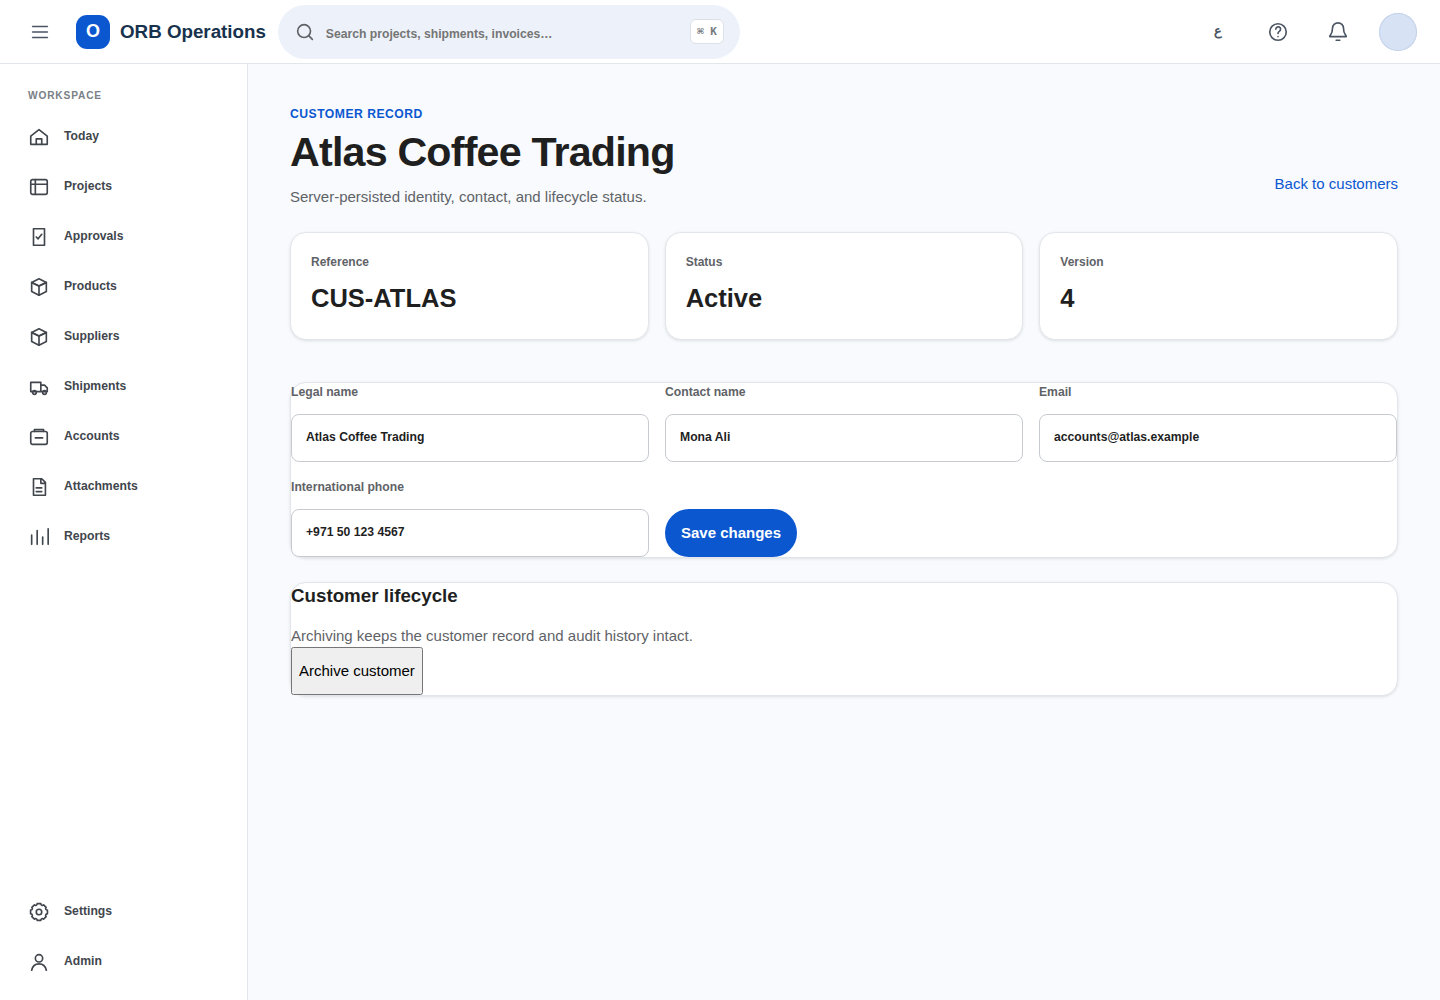 O ORB Operations
Search projects, shipments, invoices…
⌘ K
ع
WORKSPACE
Today
Projects
Approvals
Products
Suppliers
Shipments
Accounts
Attachments
Reports
Settings
Admin
CUSTOMER RECORD
Atlas Coffee Trading
Server-persisted identity, contact, and lifecycle status.
Back to customers
Reference
CUS-ATLAS
Status
Active
Version
4
Legal name
Atlas Coffee Trading
Contact name
Mona Ali
Email
accounts@atlas.example
International phone
+971 50 123 4567
Save changes
Customer lifecycle
Archiving keeps the customer record and audit history intact.
Archive customer